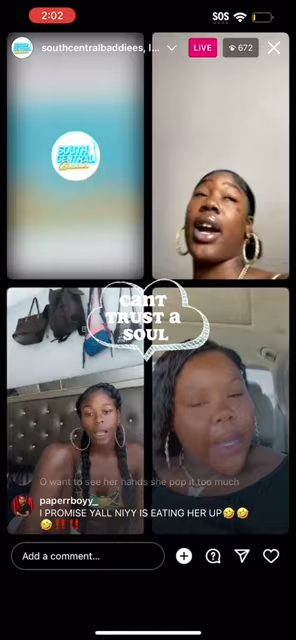 2:02
SOS
southcentralbaddiees, l...
LIVE
672
SOUTH
CENTRAL
Baddies
CANT
TRUST a
SOUL
O want to see her hands she pop it too much
paperrboyy_
I PROMISE YALL NIYY IS EATING HER UP🤣🤣
🤣‼️‼️
Add a comment...